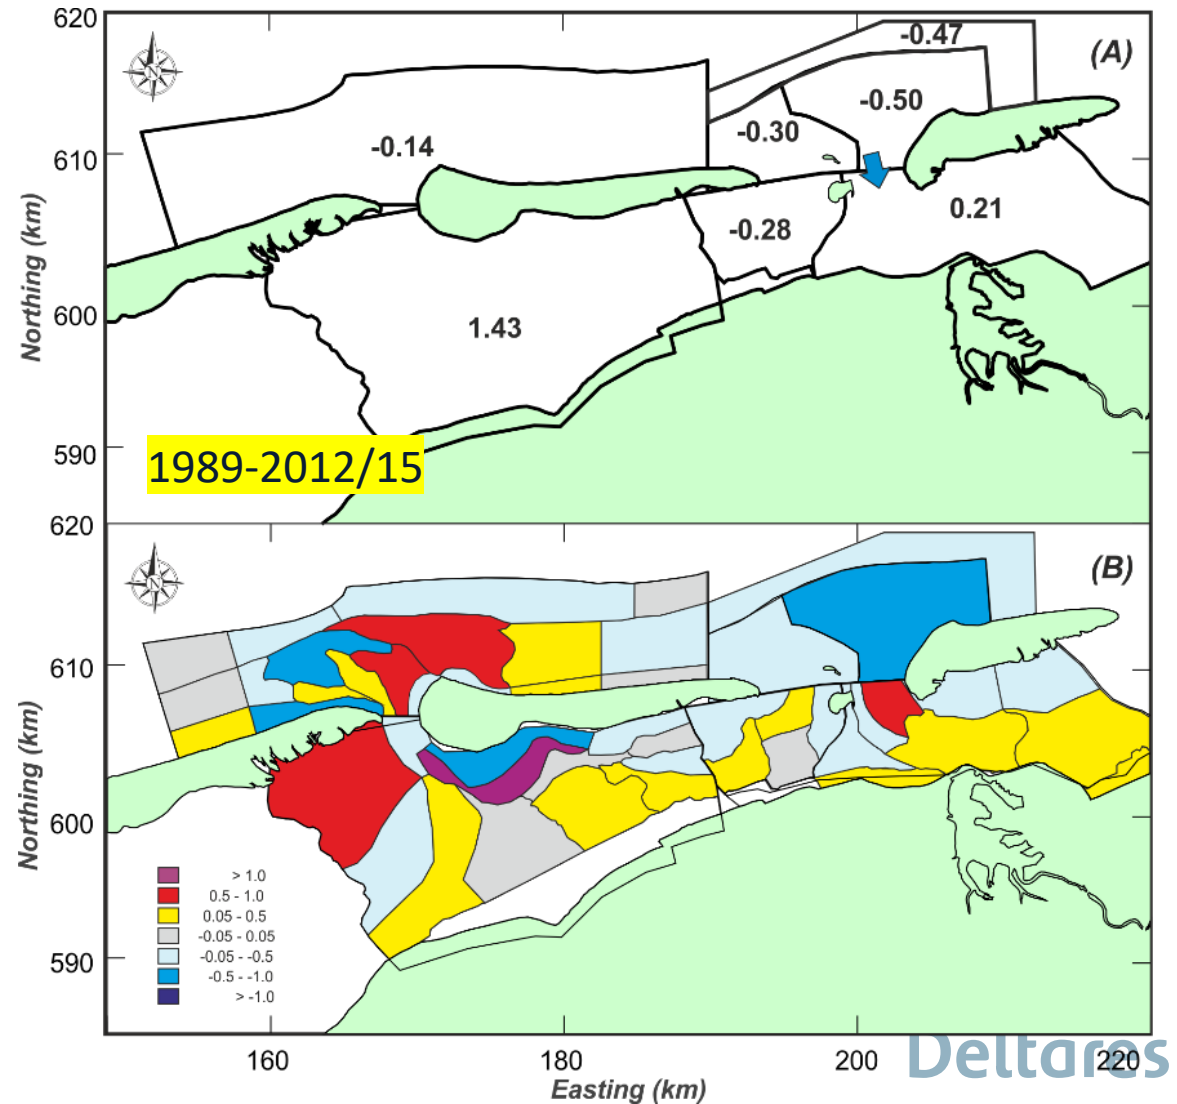 620
(A)
-0.47
-0.50
-0.30
-0.14
610
0.21
-0.28
Northing (km)
600
1.43
590
1989-2012/15
620
(B)
N
N
610
Northing (km)
600
> 1.0
0.5 - 1.0
0.05 - 0.5
-0.05 - 0.05
-0.05 - -0.5
-0.5 - -1.0
> -1.0
590
160
180
200
220
Deltares
Easting (km)